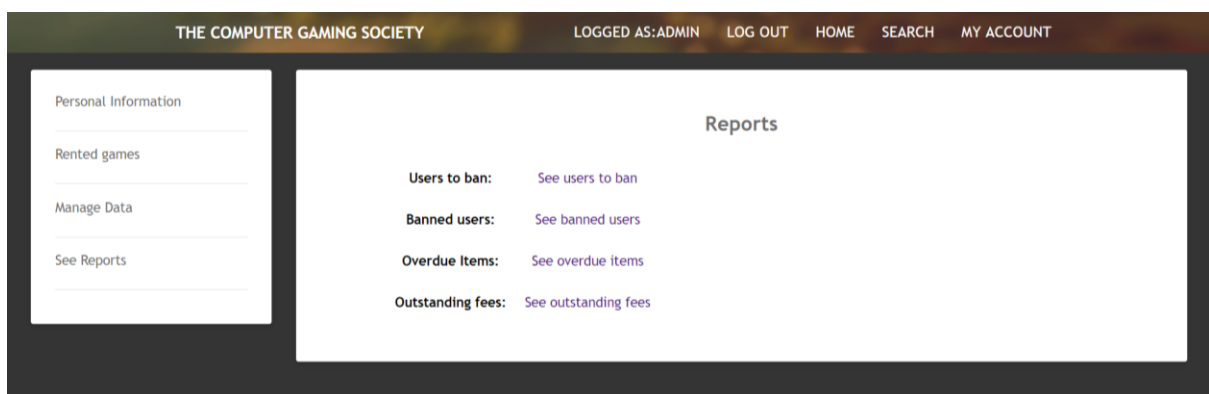 THE COMPUTER GAMING SOCIETY LOGGED AS:ADMIN LOG OUT HOME SEARCH MY ACCOUNT
Personal Information
Rented games
Manage Data
See Reports
Reports
Users to ban: See users to ban
Banned users: See banned users
Overdue Items: See overdue items
Outstanding fees: See outstanding fees